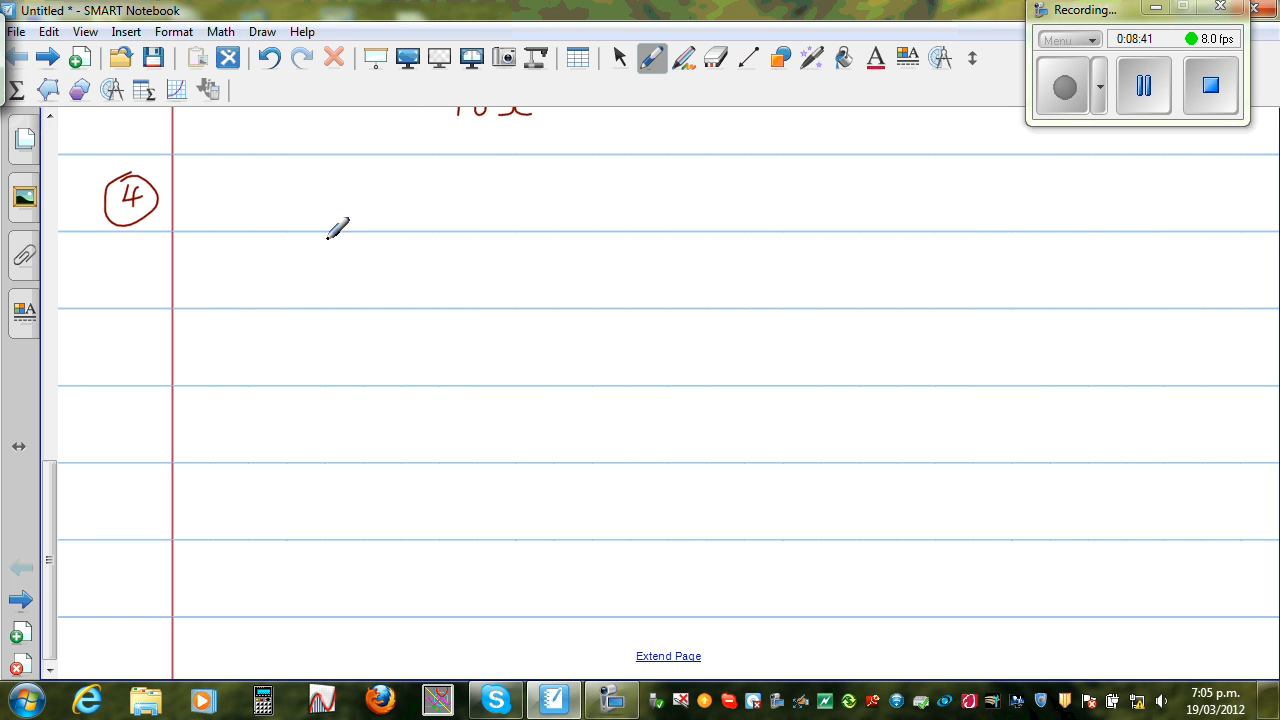 Untitled * - SMART Notebook
Recording...
File Edit View Insert Format Math Draw Help
Menu 0:08:41 8.0 fps
4
Extend Page
7:05 p.m.
19/03/2012